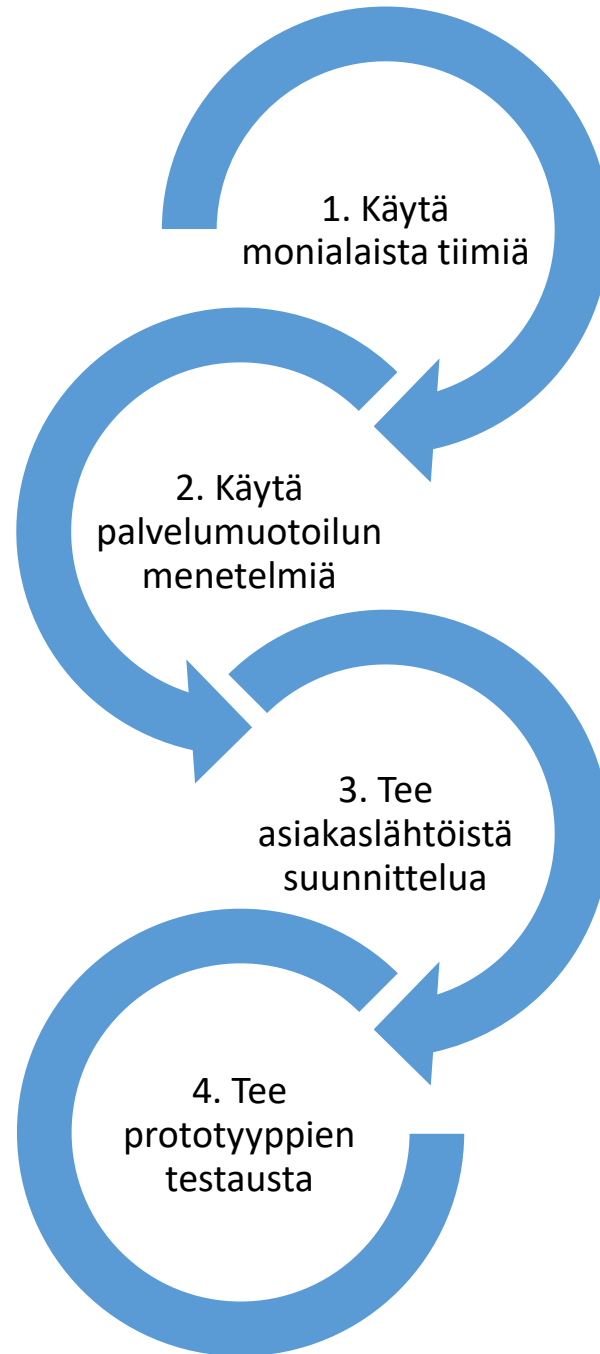 1. Käytä
monialaista tiimiä
2. Käytä
palvelumuotoilun
menetelmiä
3. Tee
asiakaslähtöistä
suunnittelua
4. Tee
prototyyppien
testausta